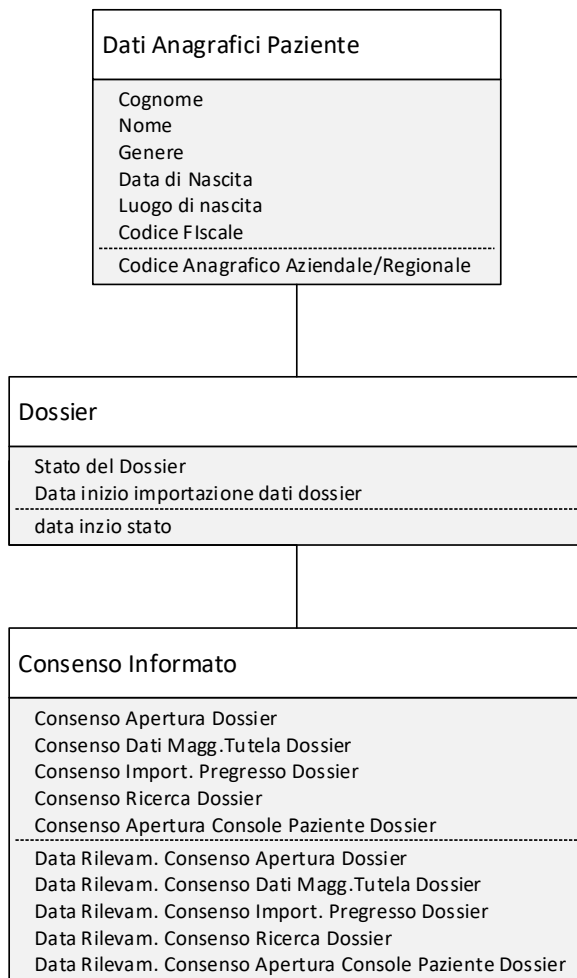 Dati Anagrafici Paziente
Cognome
Nome
Genere
Data di Nascita
Luogo di nascita
Codice FIscale
Codice Anagrafico Aziendale/Regionale
Dossier
Stato del Dossier
Data inizio importazione dati dossier
data inzio stato
Consenso Informato
Consenso Apertura Dossier
Consenso Dati Magg.Tutela Dossier
Consenso Import. Pregresso Dossier
Consenso Ricerca Dossier
Consenso Apertura Console Paziente Dossier
Data Rilevam. Consenso Apertura Dossier
Data Rilevam. Consenso Dati Magg.Tutela Dossier
Data Rilevam. Consenso Import. Pregresso Dossier
Data Rilevam. Consenso Ricerca Dossier
Data Rilevam. Consenso Apertura Console Paziente Dossier